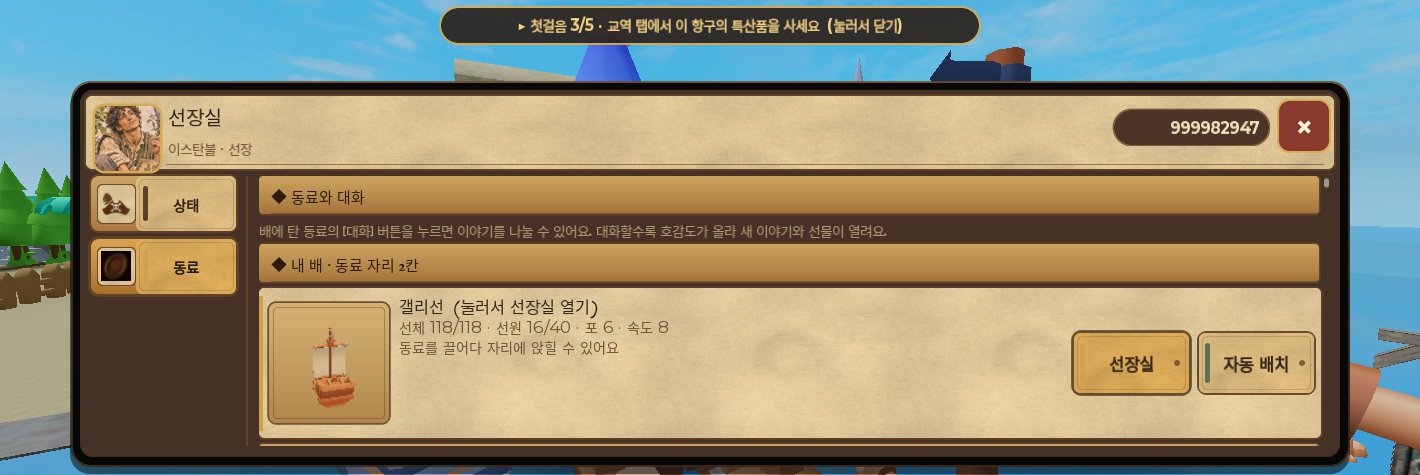 ▸ 첫걸음 3/5 · 교역 탭에서 이 항구의 특산품을 사세요 (눌러서 닫기)
선장실
이스탄불 · 선장
999982947
×
상태
동료
◆ 동료와 대화
배에 탄 동료의 [대화] 버튼을 누르면 이야기를 나눌 수 있어요. 대화할수록 호감도가 올라 새 이야기와 선물이 열려요.
◆ 내 배 · 동료 자리 2칸
갤리선 (눌러서 선장실 열기)
선체 118/118 · 선원 16/40 · 포 6 · 속도 8
동료를 끌어다 자리에 앉힐 수 있어요
선장실
자동 배치